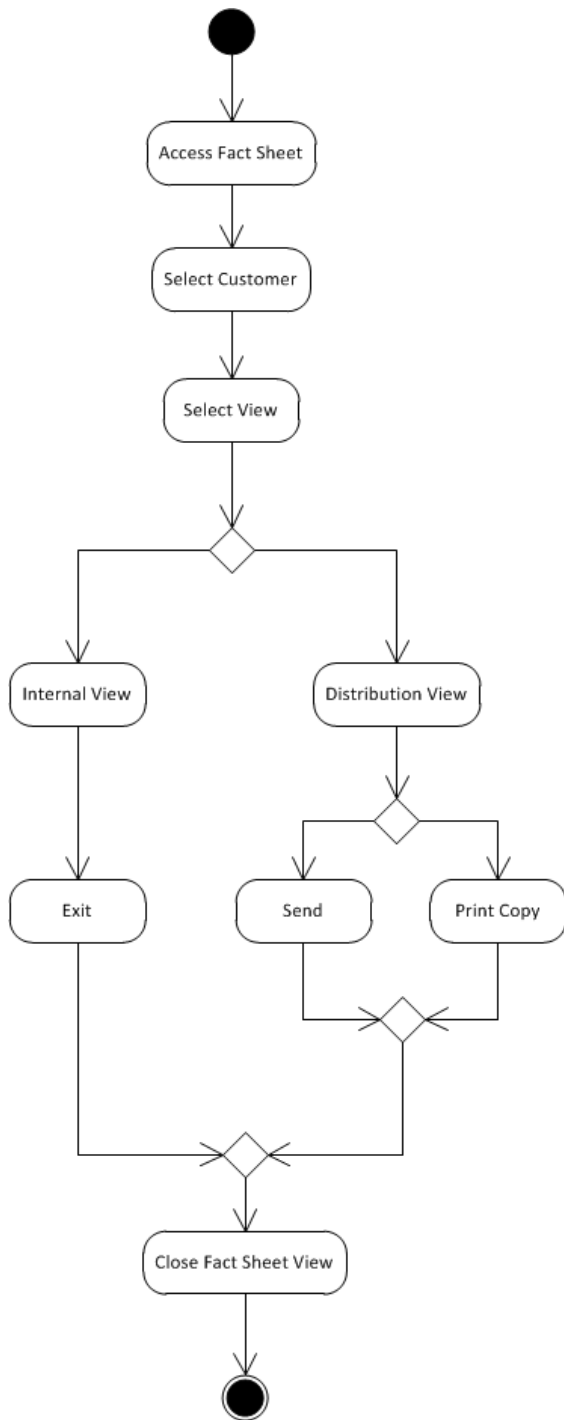 Access Fact Sheet
Select Customer
Select View
Internal View
Distribution View
Exit
Send
Print Copy
Close Fact Sheet View